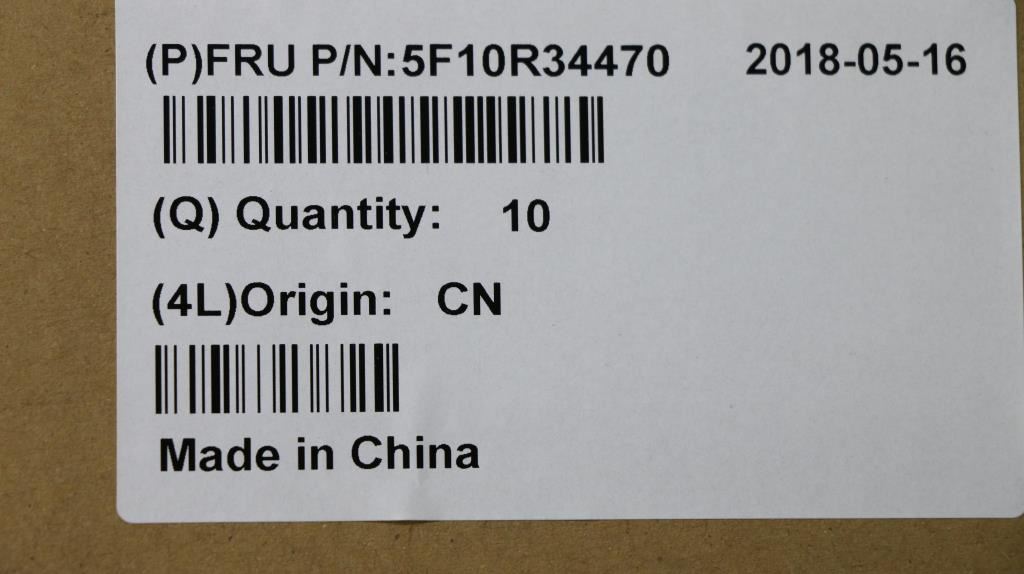 (P)FRU P/N:5F10R34470 2018-05-16
(Q) Quantity: 10
(4L)Origin: CN
Made in China